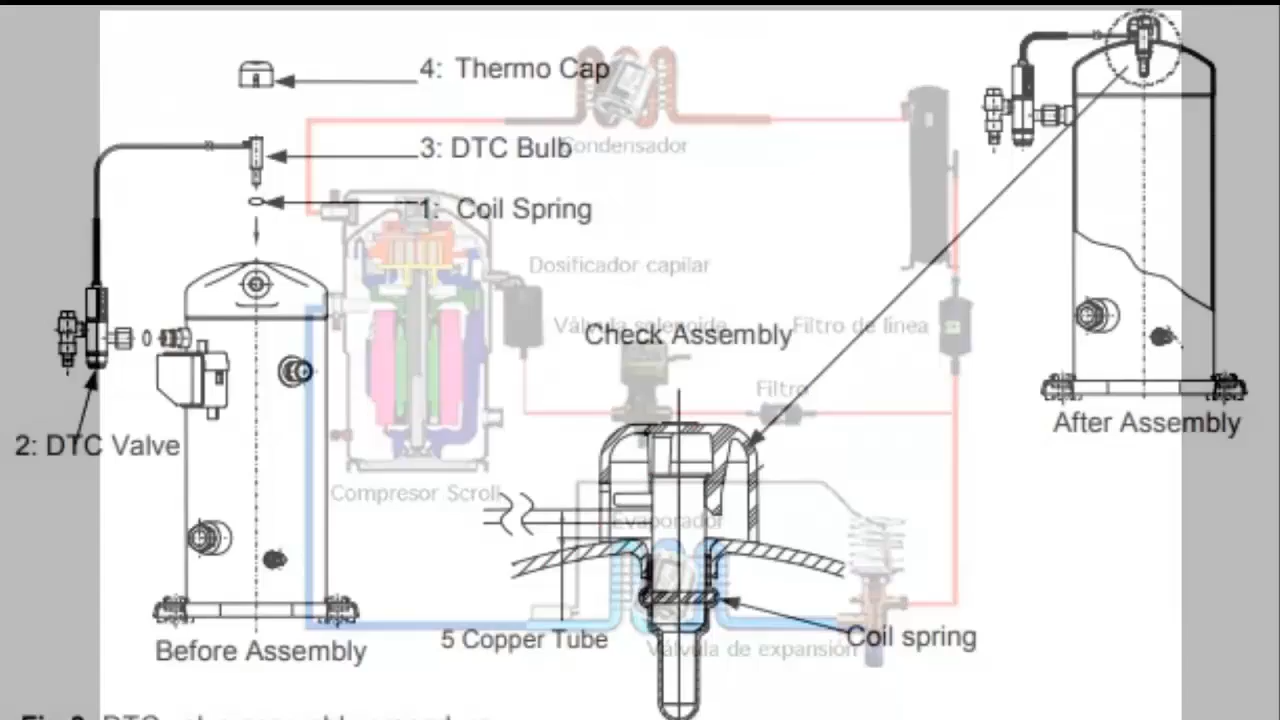 4: Thermo Cap
Condensador
3: DTC Bulb
1: Coil Spring
Dosificador capilar
Válvula solenoide
Filtro de línea
Check Assembly
Filtro
After Assembly
2: DTC Valve
Compresor Scroll
Evaporador
5 Copper Tube
Coil spring
Válvula de expansión
Before Assembly